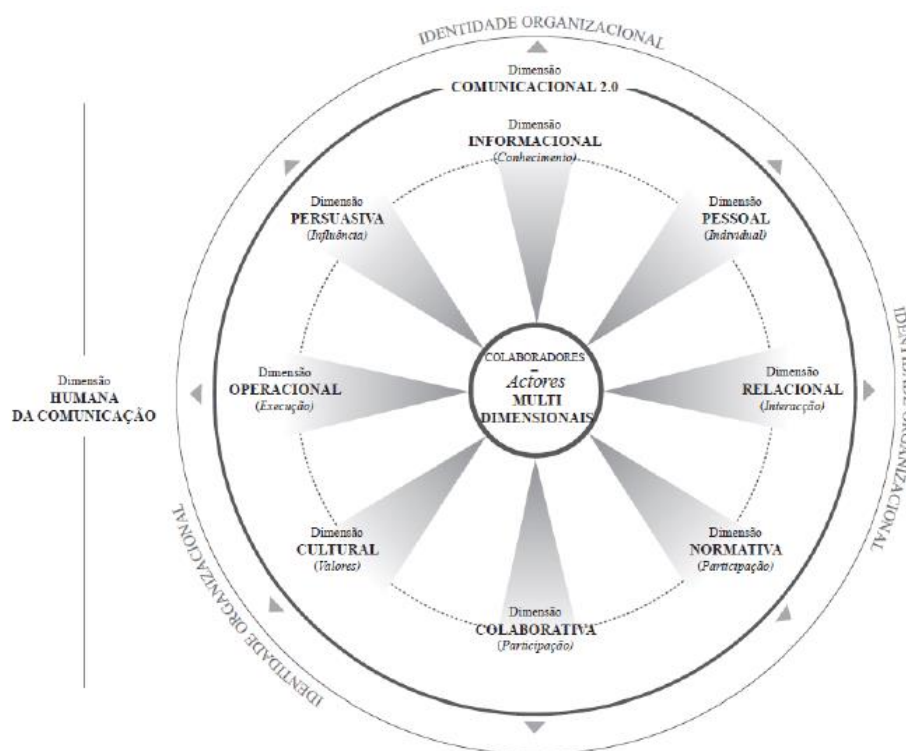 IDENTIDADE ORGANIZACIONAL
Dimensão
COMUNICACIONAL 2.0
Dimensão
INFORMACIONAL
(Conhecimento)
Dimensão
PERSUASIVA
(Influência)
Dimensão
PESSOAL
(Individual)
Dimensão
HUMANA
DA COMUNICAÇÃO
Dimensão
OPERACIONAL
(Execução)
COLABORADORES
–
Actores
MULTI
DIMENSIONAIS
Dimensão
RELACIONAL
(Interacção)
IDENTIDADE ORGANIZACIONAL
Dimensão
CULTURAL
(Valores)
Dimensão
NORMATIVA
(Participação)
Dimensão
COLABORATIVA
(Participação)
IDENTIDADE ORGANIZACIONAL